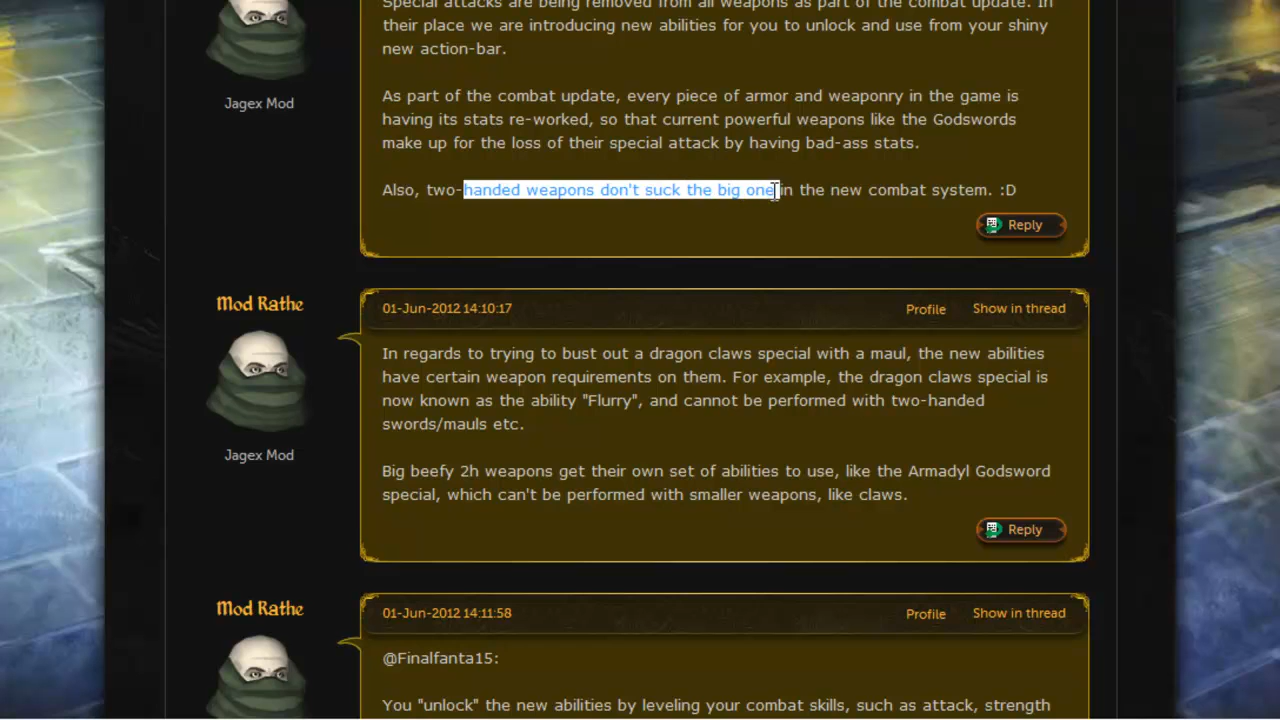 Special attacks are being removed from all weapons as part of the combat update. In
their place we are introducing new abilities for you to unlock and use from your shiny
new action-bar.
Jagex Mod
As part of the combat update, every piece of armor and weaponry in the game is
having its stats re-worked, so that current powerful weapons like the Godswords
make up for the loss of their special attack by having bad-ass stats.
Also, two-handed weapons don't suck the big one in the new combat system. :D
Reply
Mod Rathe
01-Jun-2012 14:10:17
Profile
Show in thread
In regards to trying to bust out a dragon claws special with a maul, the new abilities
have certain weapon requirements on them. For example, the dragon claws special is
now known as the ability "Flurry", and cannot be performed with two-handed
swords/mauls etc.
Jagex Mod
Big beefy 2h weapons get their own set of abilities to use, like the Armadyl Godsword
special, which can't be performed with smaller weapons, like claws.
Reply
Mod Rathe
01-Jun-2012 14:11:58
Profile
Show in thread
@Finalfanta15:
You "unlock" the new abilities by leveling your combat skills, such as attack, strength